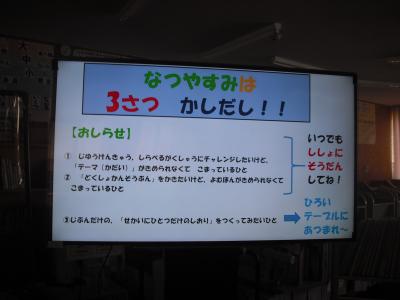 なつやすみは
3さつ かしだし！！
【おしらせ】
① じゆうけんきゅう、しらべるがくしゅうにチャレンジしたいけど、
「テーマ（かだい）」がきめられなくて こまっているひと
② 「どくしょかんそうぶん」をかきたいけど、よむほんがきめられなくて
こまっているひと
いつでも
ししょに
そうだん
してね！
③じぶんだけの、「せかいにひとつだけのしおり」をつくってみたいひと
ひろい
テーブルに
あつまれ～